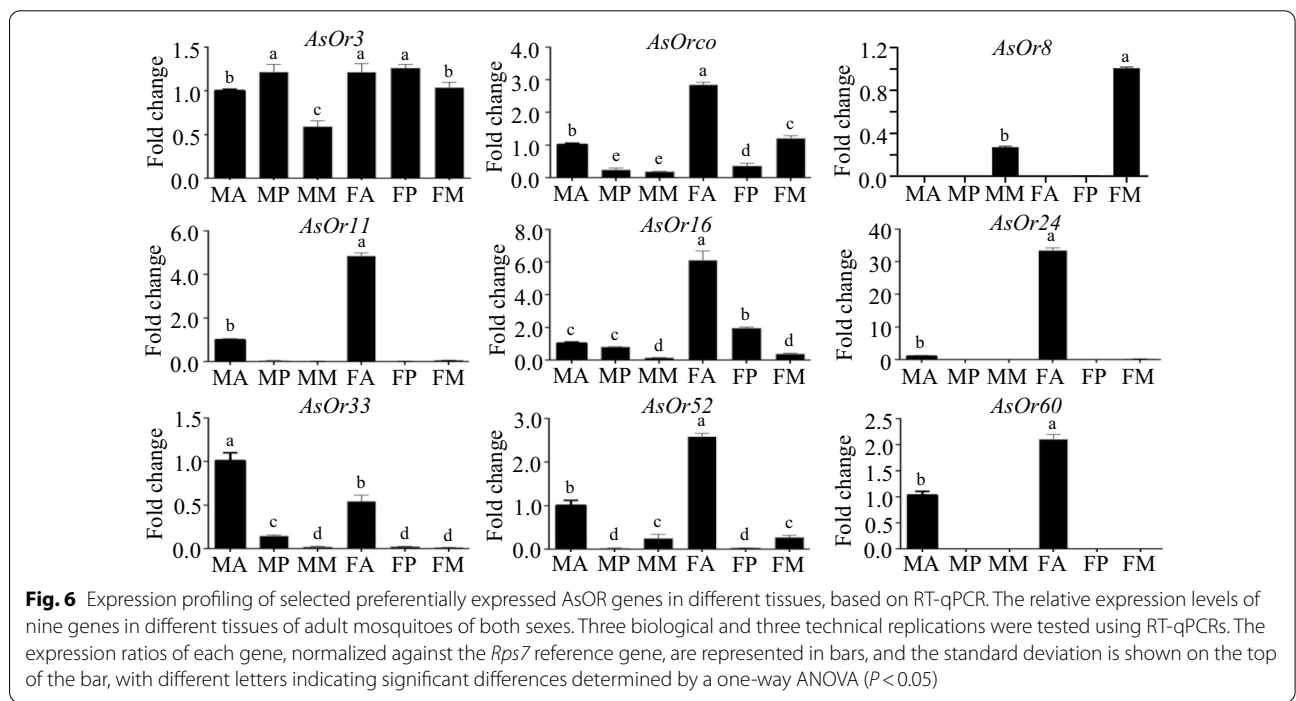 AsOr3 AsOrco AsOr8
Fold change Fold change Fold change
1.5 1.0 0.5 0.0
b a c a a b
MA MP MM FA FP FM
4.0 3.0 2.0 1.0 0.0
b e e a d c
MA MP MM FA FP FM
1.2 0.8 0.4 0.0
b a
MA MP MM FA FP FM
AsOr11 AsOr16 AsOr24
Fold change Fold change Fold change
6.0 4.0 2.0 0.0
b a
MA MP MM FA FP FM
8.0 6.0 4.0 2.0 0.0
c c d a b d
MA MP MM FA FP FM
40 30 20 10 0
b a
MA MP MM FA FP FM
AsOr33 AsOr52 AsOr60
Fold change Fold change Fold change
1.5 1.0 0.5 0.0
a c d b d d
MA MP MM FA FP FM
3.0 2.0 1.0 0.0
b d c a d c
MA MP MM FA FP FM
2.5 2.0 1.5 1.0 0.5 0.0
b a
MA MP MM FA FP FM
Fig. 6 Expression profiling of selected preferentially expressed AsOR genes in different tissues, based on RT-qPCR. The relative expression levels of
nine genes in different tissues of adult mosquitoes of both sexes. Three biological and three technical replications were tested using RT-qPCRs. The
expression ratios of each gene, normalized against the Rps7 reference gene, are represented in bars, and the standard deviation is shown on the top
of the bar, with different letters indicating significant differences determined by a one-way ANOVA (P < 0.05)